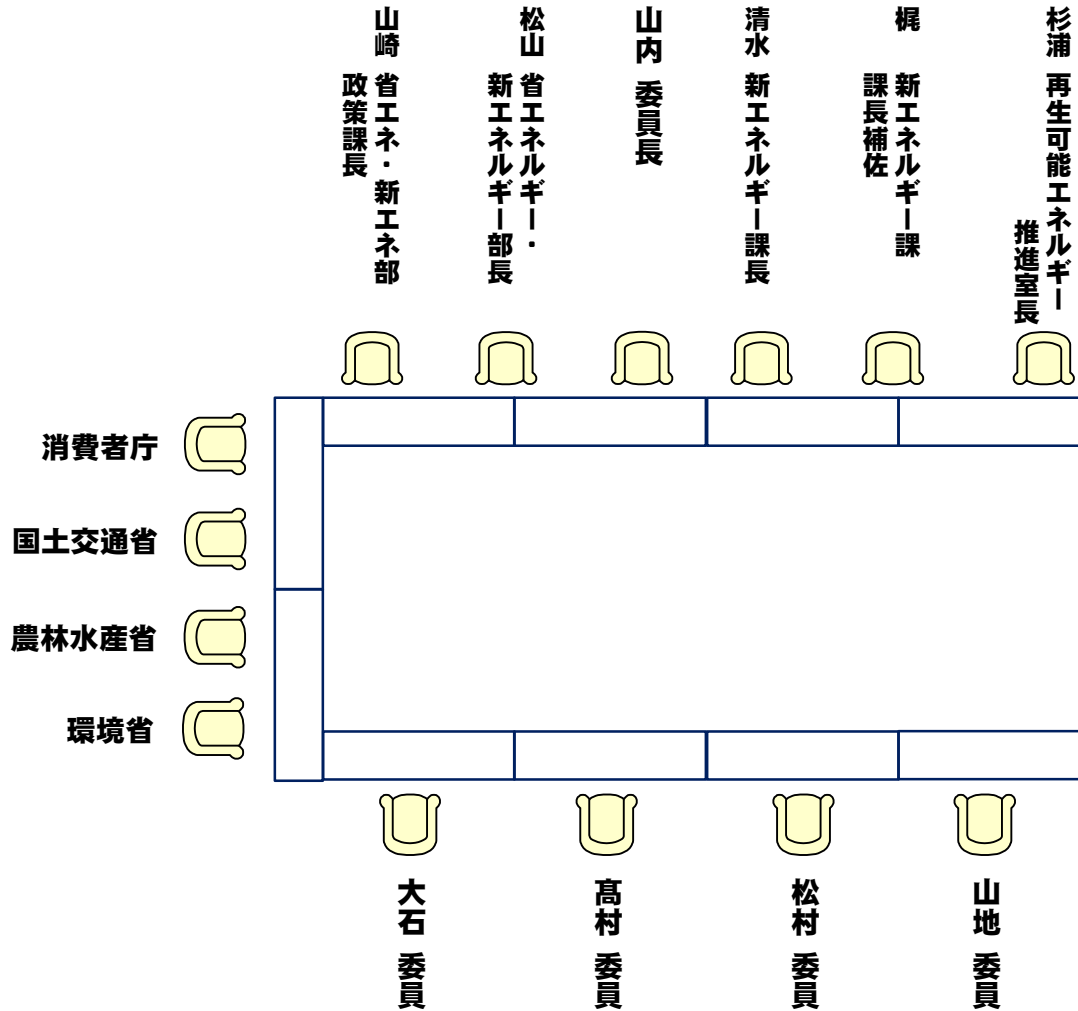 杉浦 再生可能エネルギー
推進室長
梶 新エネルギー課
課長補佐
清水 新エネルギー課長
山内 委員長
松山 省エネルギー・
新エネルギー部長
山崎 省エネ・新エネ部
政策課長
消費者庁
国土交通省
農林水産省
環境省
山地 委員
松村 委員
髙村 委員
大石 委員